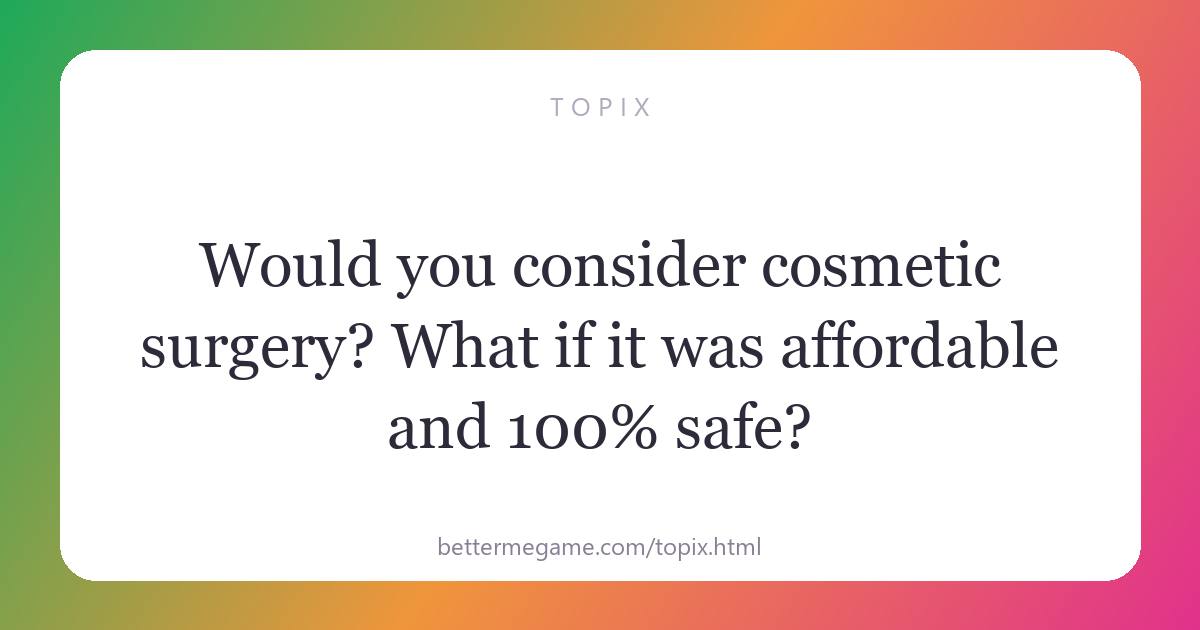 TOPIX
Would you consider cosmetic
surgery? What if it was affordable
and 100% safe?
bettermegame.com/topix.html